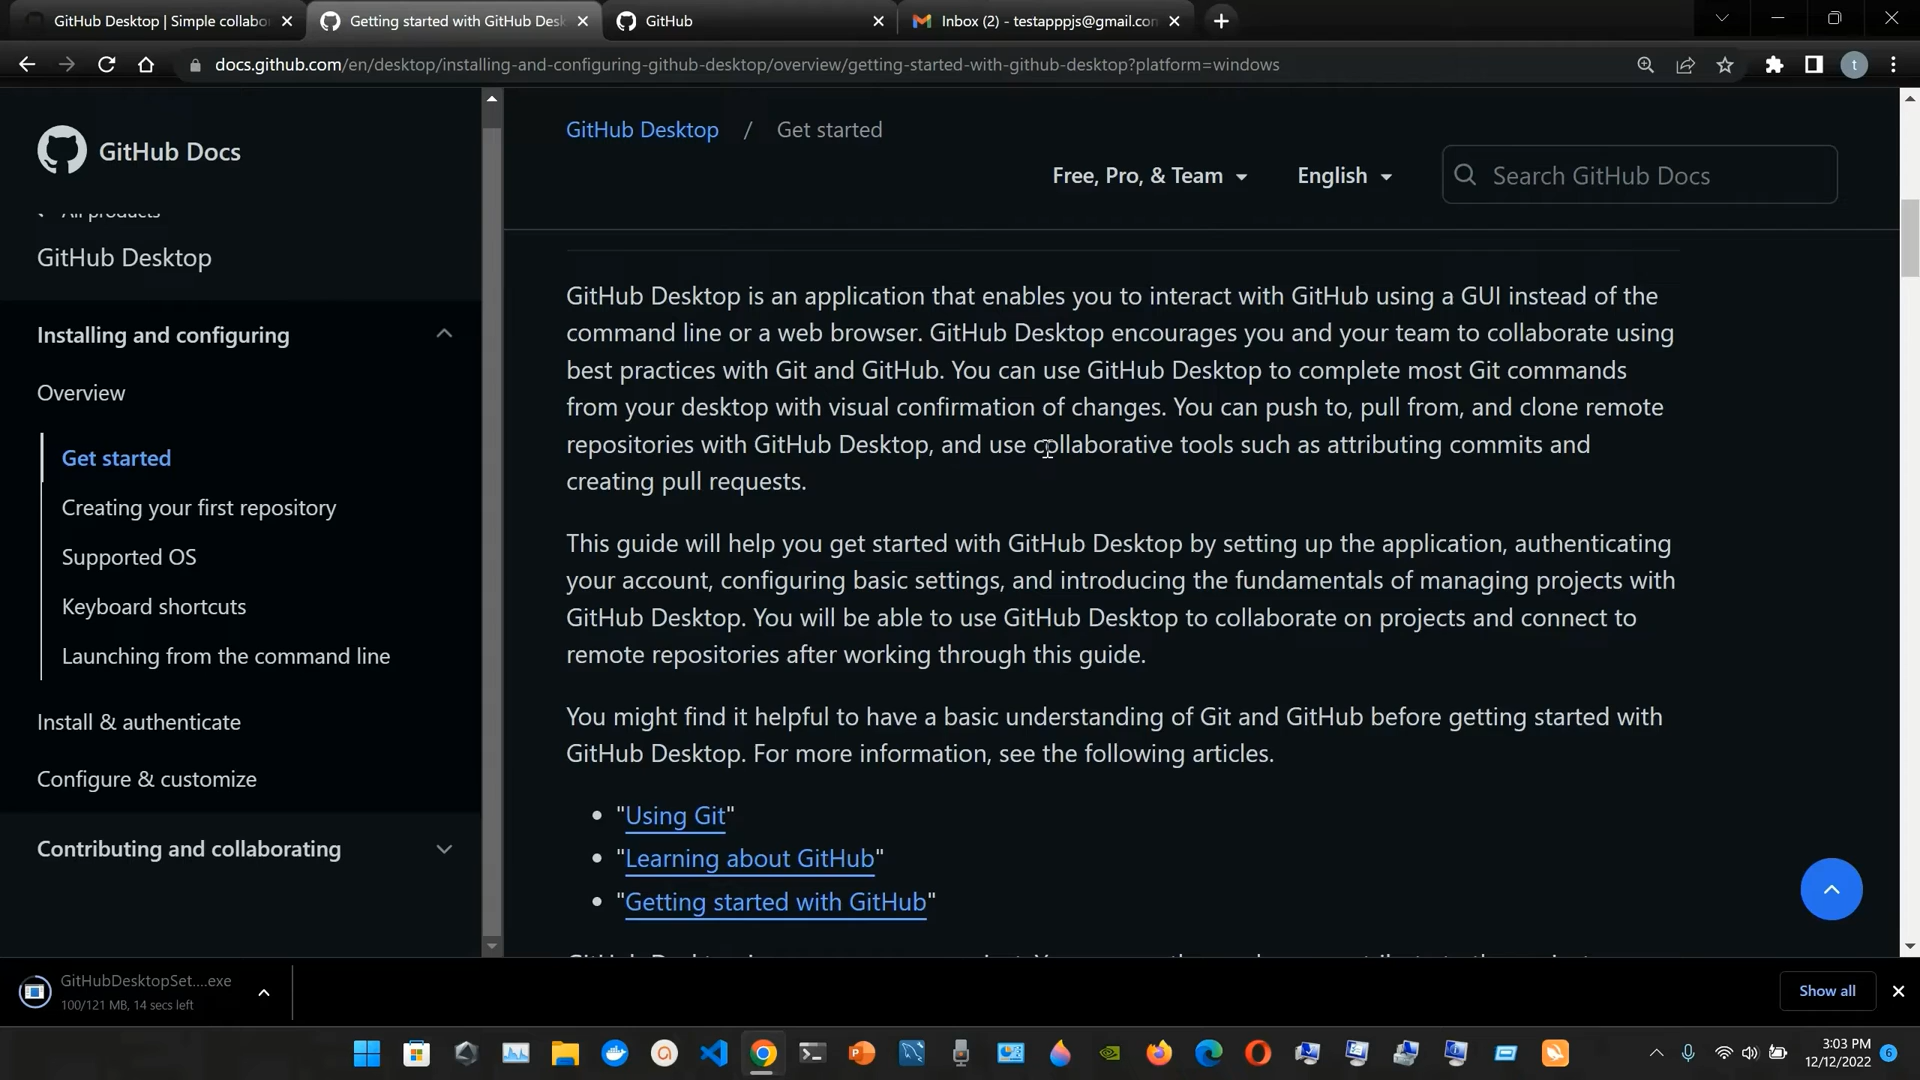 GitHub Desktop | Simple collabo
Getting started with GitHub Desk
GitHub
Inbox (2) - testapppjs@gmail.com
docs.github.com/en/desktop/installing-and-configuring-github-desktop/overview/getting-started-with-github-desktop?platform=windows
t
GitHub Docs
GitHub Desktop / Get started
Free, Pro, & Team
English
Search GitHub Docs
All products
GitHub Desktop
Installing and configuring
Overview
Get started
Creating your first repository
Supported OS
Keyboard shortcuts
Launching from the command line
Install & authenticate
Configure & customize
Contributing and collaborating
GitHub Desktop is an application that enables you to interact with GitHub using a GUI instead of the
command line or a web browser. GitHub Desktop encourages you and your team to collaborate using
best practices with Git and GitHub. You can use GitHub Desktop to complete most Git commands
from your desktop with visual confirmation of changes. You can push to, pull from, and clone remote
repositories with GitHub Desktop, and use collaborative tools such as attributing commits and
creating pull requests.
This guide will help you get started with GitHub Desktop by setting up the application, authenticating
your account, configuring basic settings, and introducing the fundamentals of managing projects with
GitHub Desktop. You will be able to use GitHub Desktop to collaborate on projects and connect to
remote repositories after working through this guide.
You might find it helpful to have a basic understanding of Git and GitHub before getting started with
GitHub Desktop. For more information, see the following articles.
• "Using Git"
• "Learning about GitHub"
• "Getting started with GitHub"
GitHubDesktopSet....exe
100/121 MB, 14 secs left
Show all
3:03 PM
12/12/2022
6